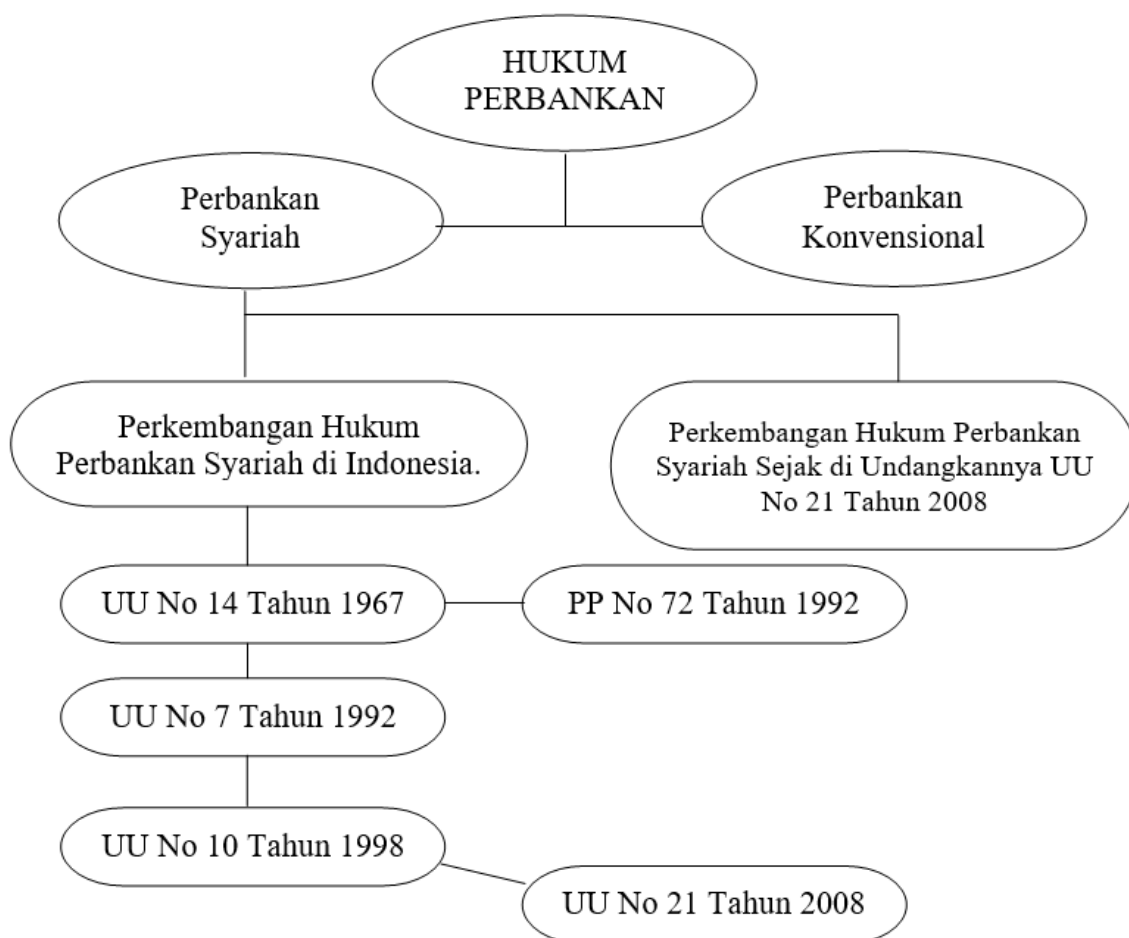 HUKUM
PERBANKAN
Perbankan
Syariah
Perbankan
Konvensional
Perkembangan Hukum
Perbankan Syariah di Indonesia.
Perkembangan Hukum Perbankan
Syariah Sejak di Undangkannya UU
No 21 Tahun 2008
UU No 14 Tahun 1967
PP No 72 Tahun 1992
UU No 7 Tahun 1992
UU No 10 Tahun 1998
UU No 21 Tahun 2008